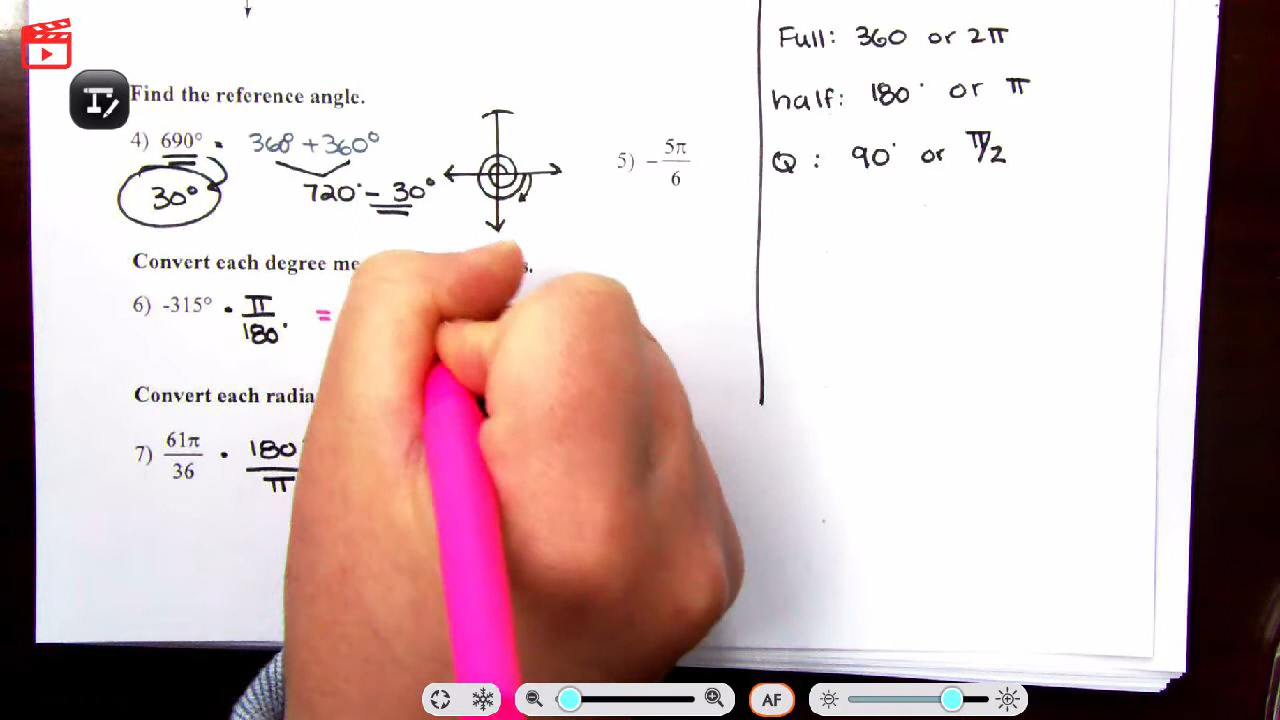 Full: 360 or 2π
half: 180° or π
Q : 90° or π/2
Find the reference angle.
4) 690° 360 + 360°
30° 720° - 30°
5) -5π/6
Convert each degree me
6) -315° · π/180° =
Convert each radia
7) 61π/36 · 180/π
AF